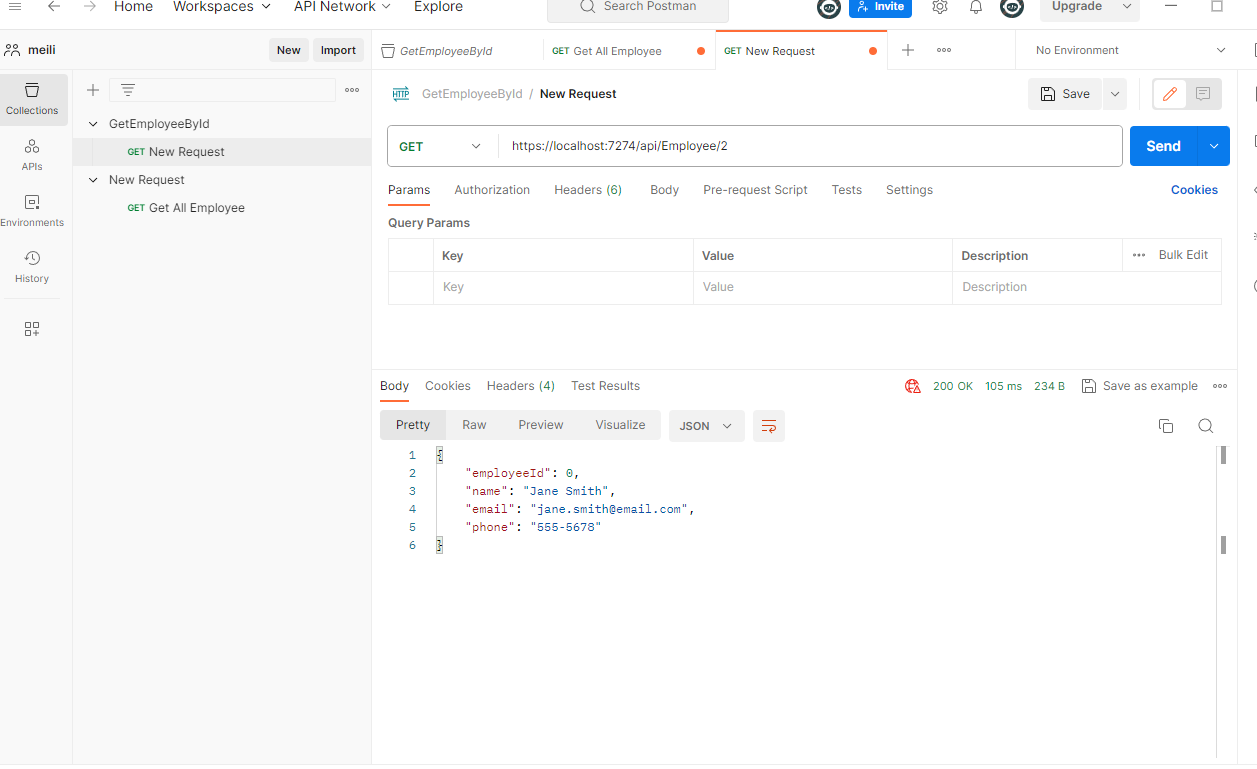 Home Workspaces API Network Explore Search Postman Invite Upgrade
meili New Import GetEmployeeById GET Get All Employee GET New Request No Environment
Collections
APIs
Environments
History
GetEmployeeById
GET New Request
New Request
GET Get All Employee
HTTP GetEmployeeById / New Request Save
GET https://localhost:7274/api/Employee/2 Send
Params Authorization Headers (6) Body Pre-request Script Tests Settings Cookies
Query Params
Key Value Description Bulk Edit
Key Value Description
Body Cookies Headers (4) Test Results 200 OK 105 ms 234 B Save as example
Pretty Raw Preview Visualize JSON
1 {
2 "employeeId": 0,
3 "name": "Jane Smith",
4 "email": "jane.smith@email.com",
5 "phone": "555-5678"
6 }